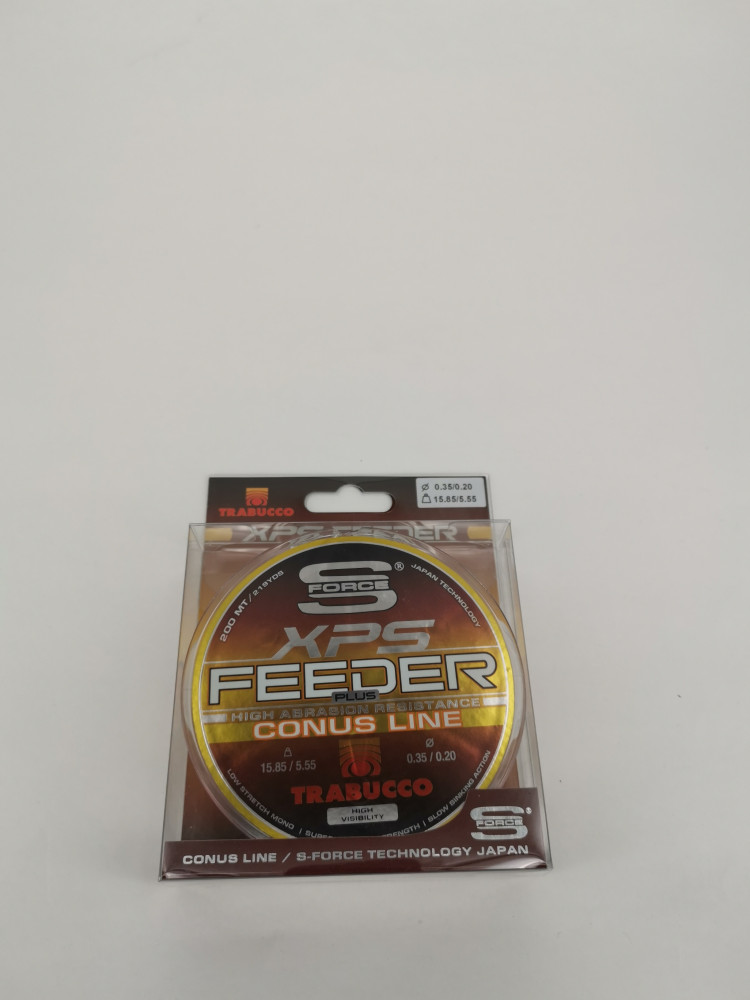 TRABUCCO
Ø 0.35/0.20
15.85/5.55
XPS FEEDER
S FORCE ®
200 MT/219YDS
JAPAN TECHNOLOGY
XPS
FEEDER
PLUS
HIGH ABRASION RESISTANCE
CONUS LINE
15.85 / 5.55
Ø
0.35 / 0.20
TRABUCCO
HIGH
VISIBILITY
LOW STRETCH MONO | SUPER STRENGTH | SLOW SINKING ACTION
S FORCE ®
CONUS LINE / S-FORCE TECHNOLOGY JAPAN